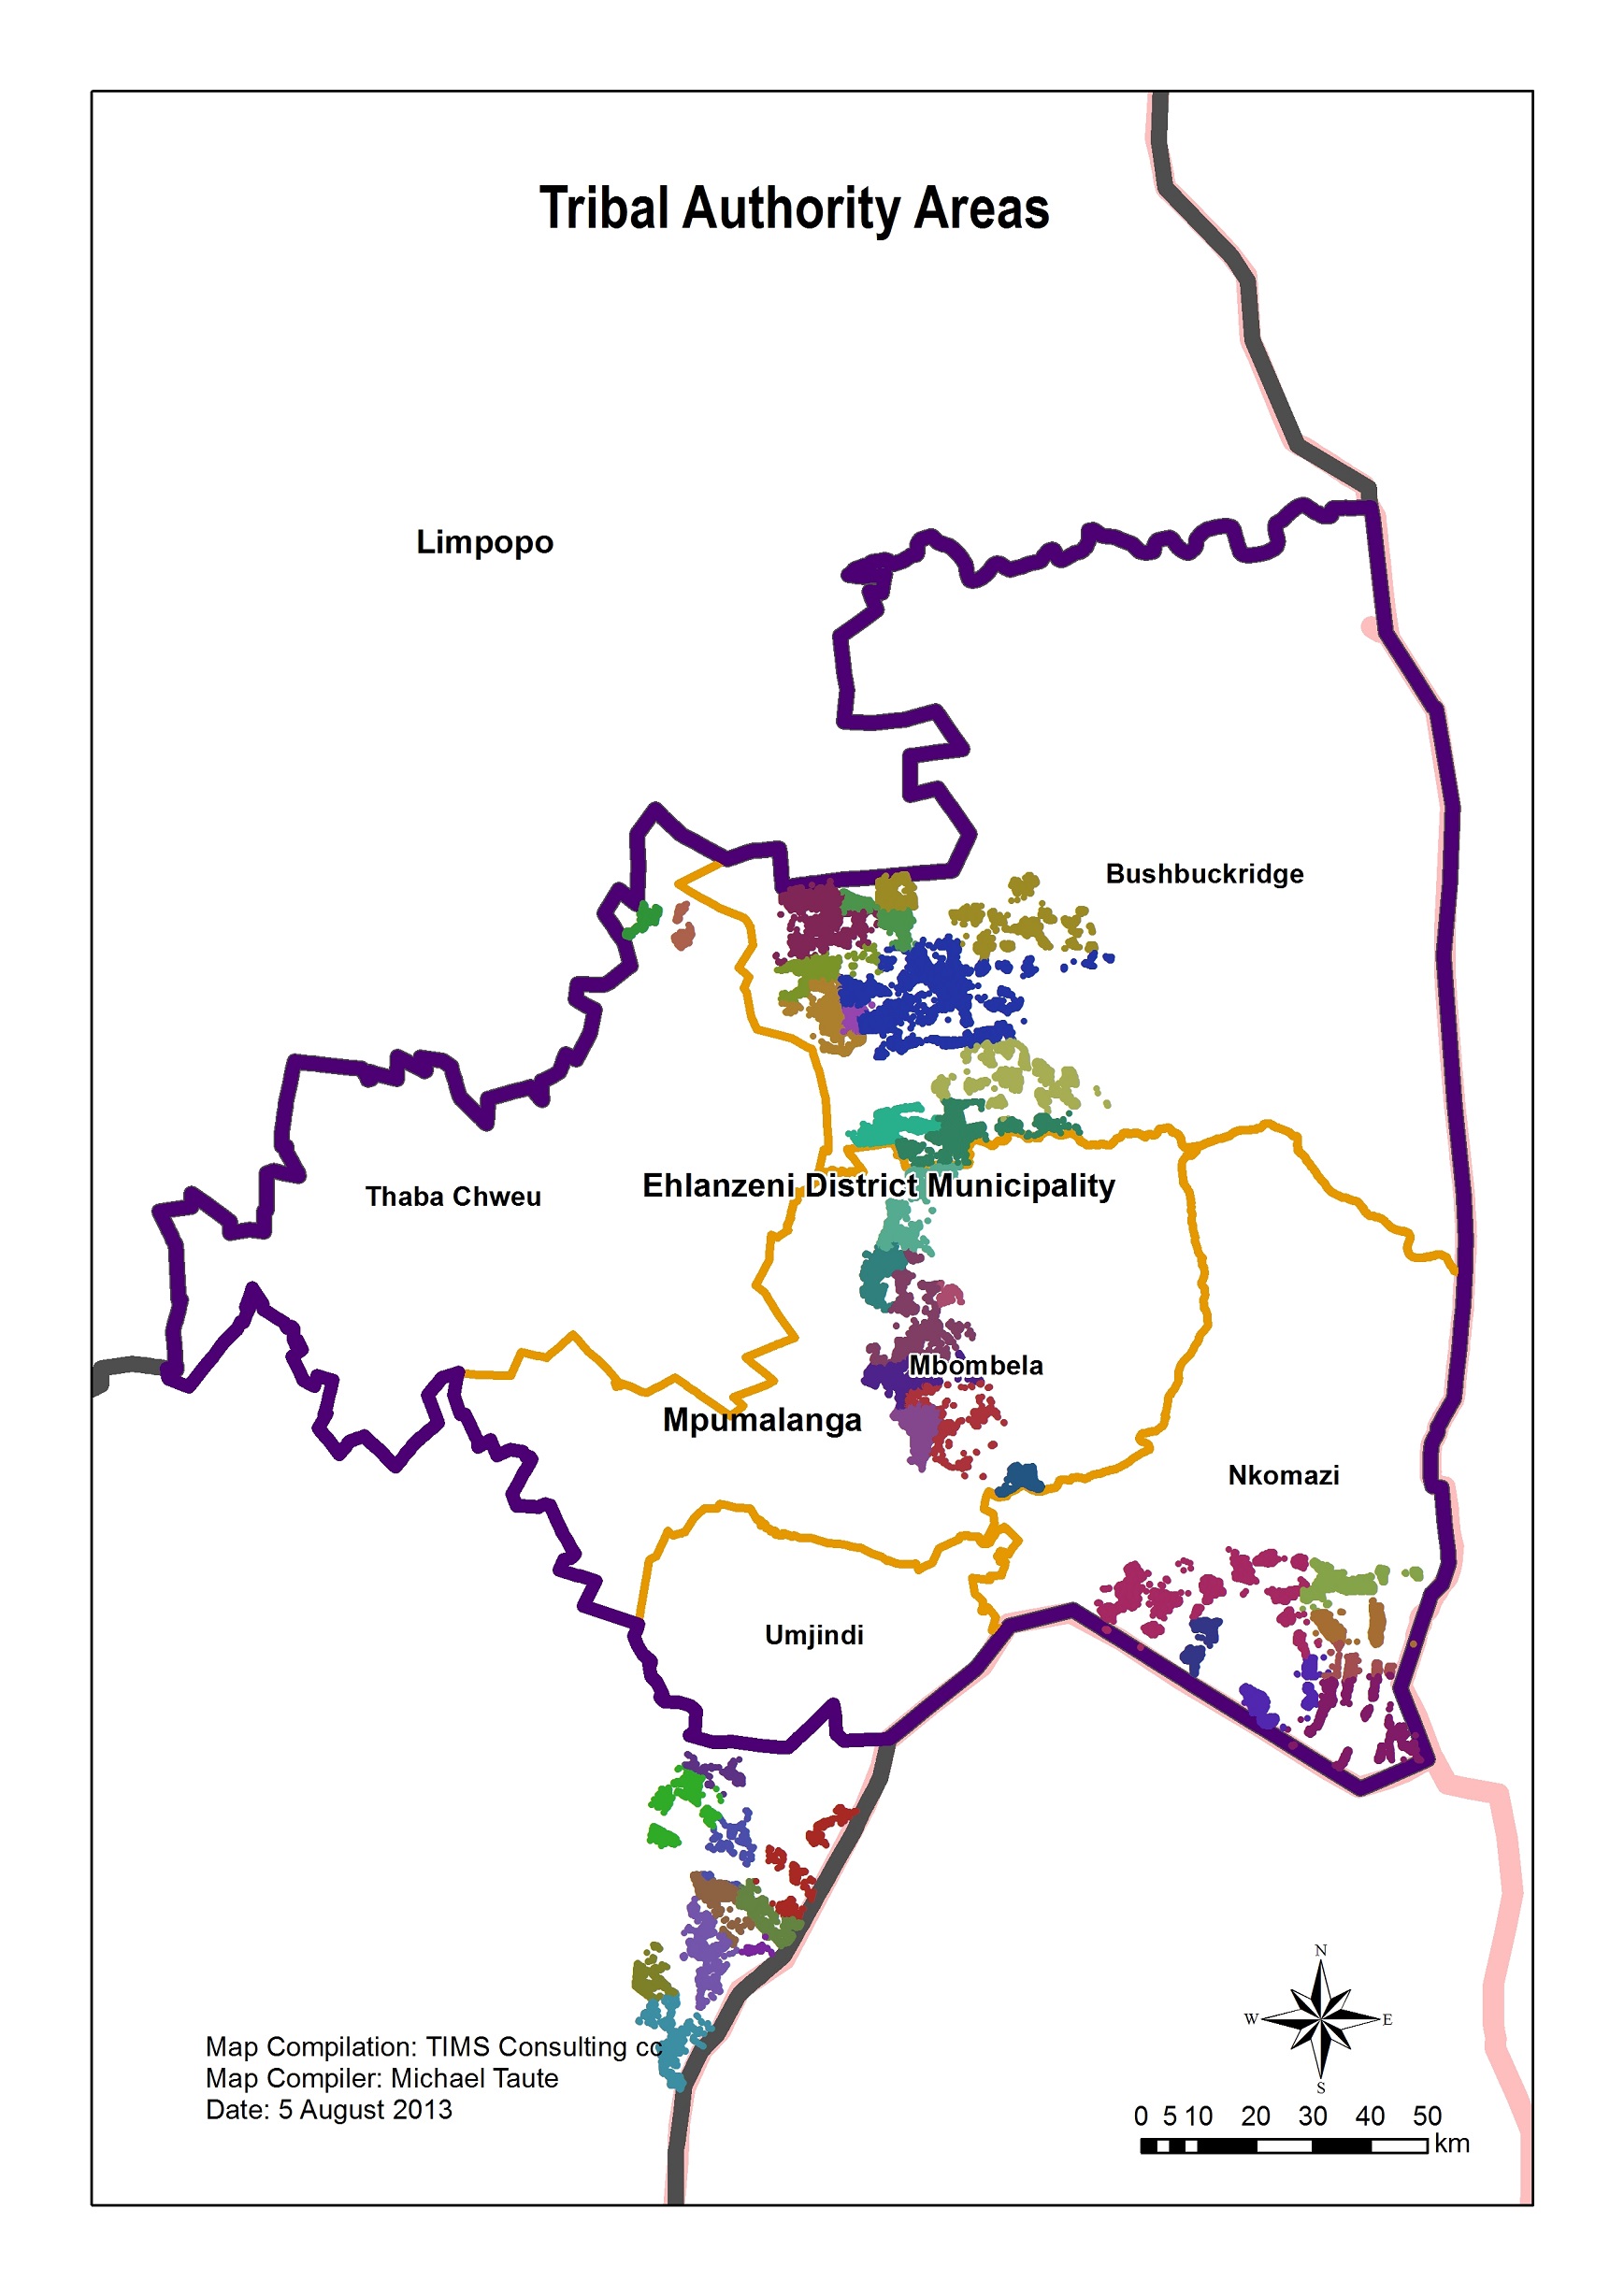 Tribal Authority Areas
Limpopo
Bushbuckridge
Thaba Chweu
Ehlanzeni District Municipality
Mbombela
Mpumalanga
Nkomazi
Umjindi
N
W E
S
Map Compilation: TIMS Consulting cc
Map Compiler: Michael Taute
Date: 5 August 2013
0 5 10 20 30 40 50
km